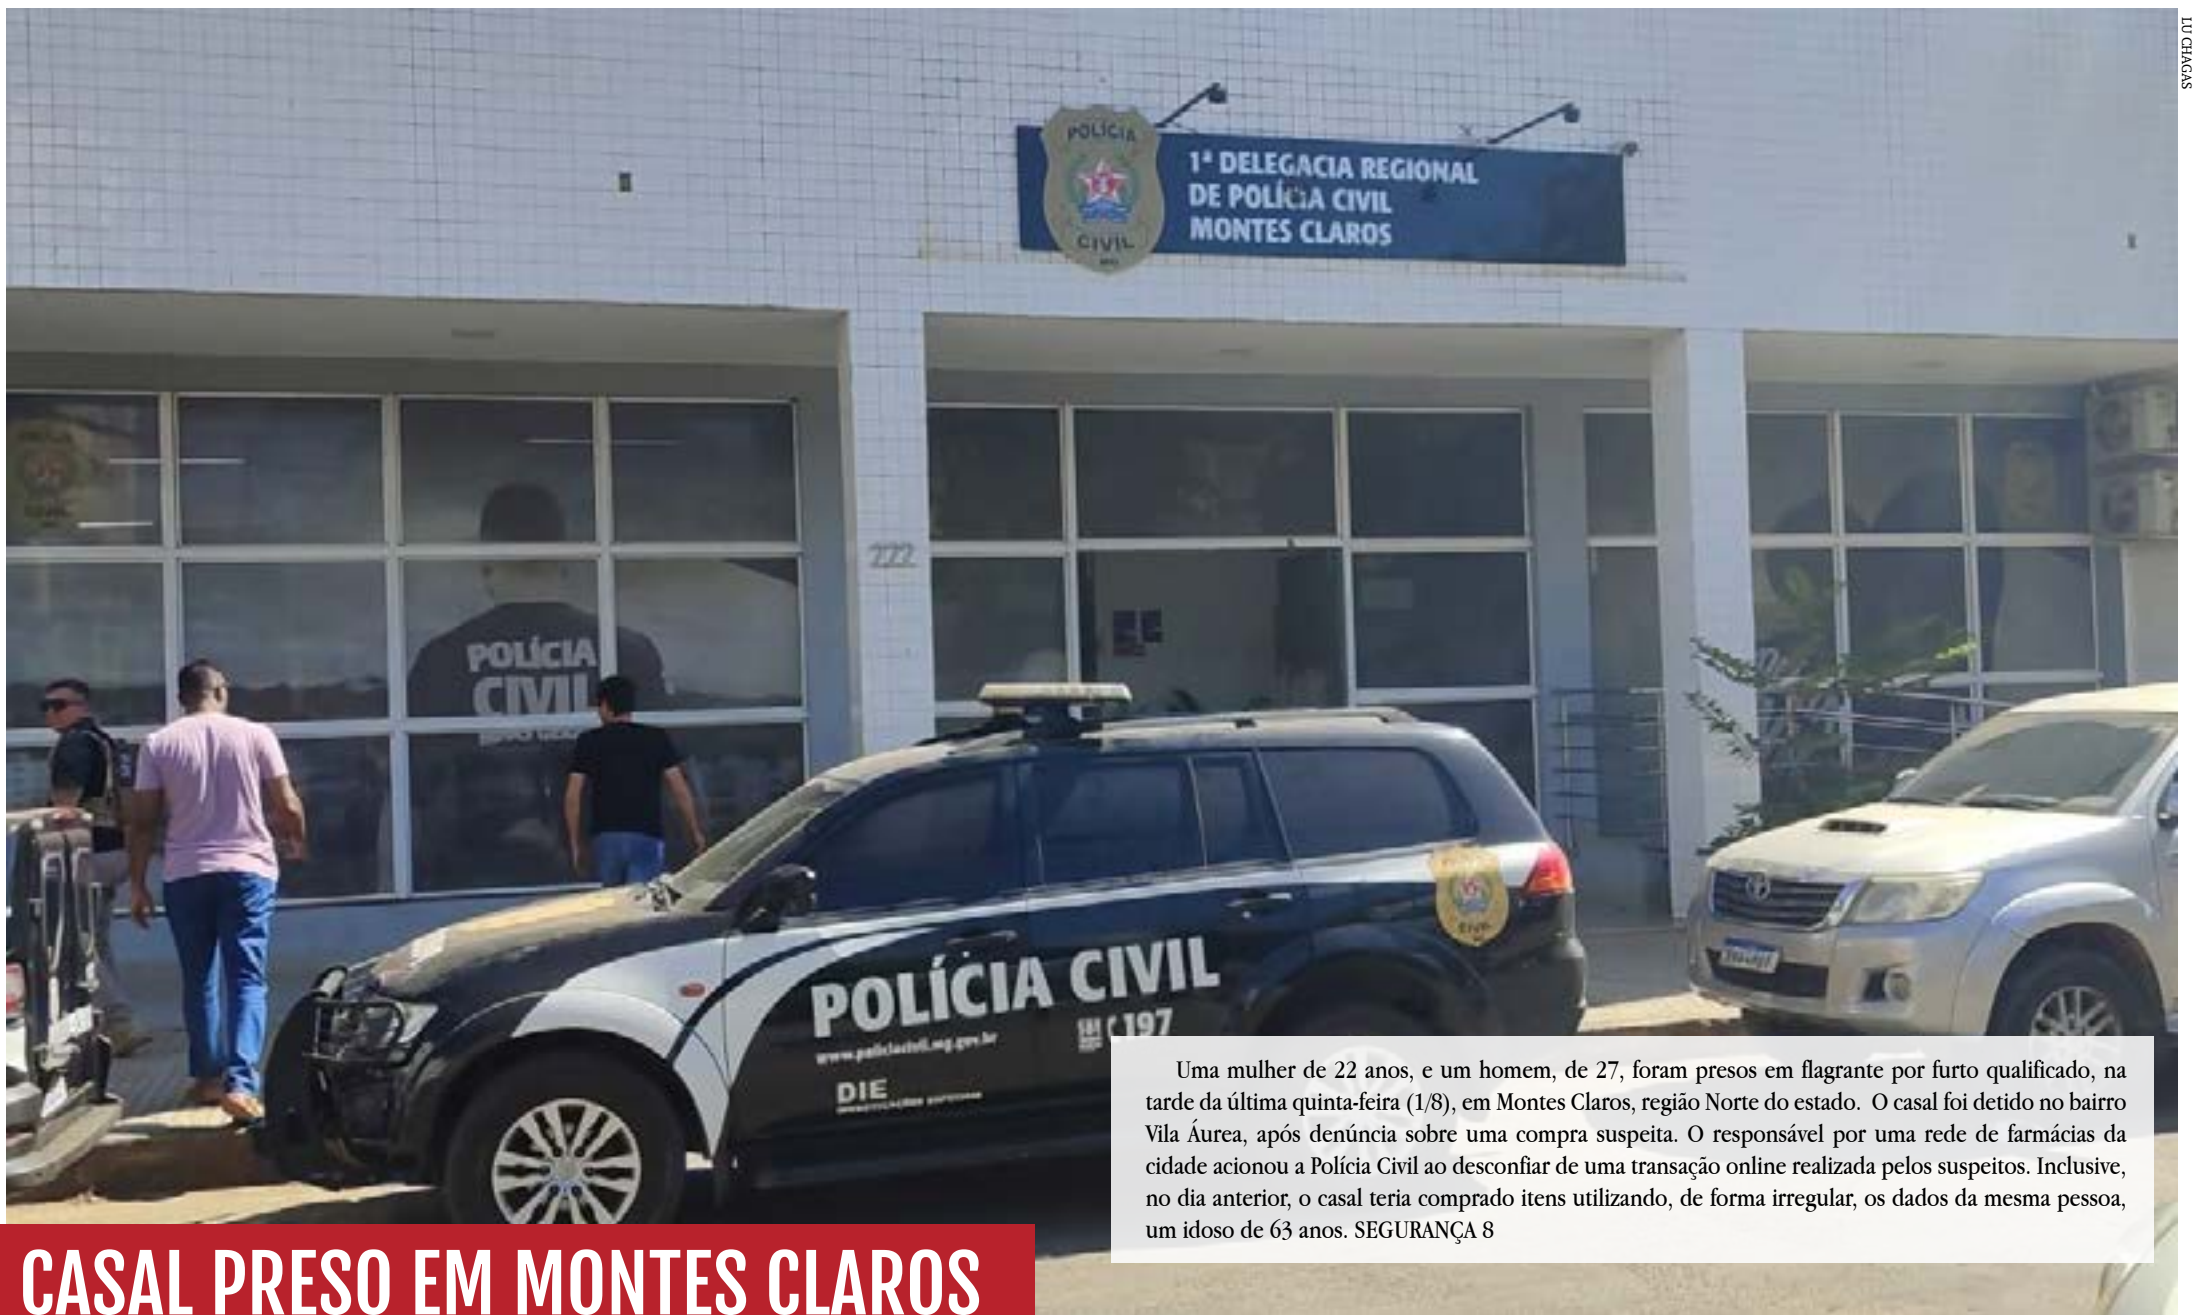 LU CHAGAS
POLÍCIA
CIVIL
1ª DELEGACIA REGIONAL
DE POLÍCIA CIVIL
MONTES CLAROS
222
POLÍCIA
CIVIL
POLÍCIA CIVIL
www.policiacivil.mg.gov.br
197
DIE
CIVIL
Uma mulher de 22 anos, e um homem, de 27, foram presos em flagrante por furto qualificado, na
tarde da última quinta-feira (1/8), em Montes Claros, região Norte do estado. O casal foi detido no bairro
Vila Áurea, após denúncia sobre uma compra suspeita. O responsável por uma rede de farmácias da
cidade acionou a Polícia Civil ao desconfiar de uma transação online realizada pelos suspeitos. Inclusive,
no dia anterior, o casal teria comprado itens utilizando, de forma irregular, os dados da mesma pessoa,
um idoso de 63 anos. SEGURANÇA 8
CASAL PRESO EM MONTES CLAROS